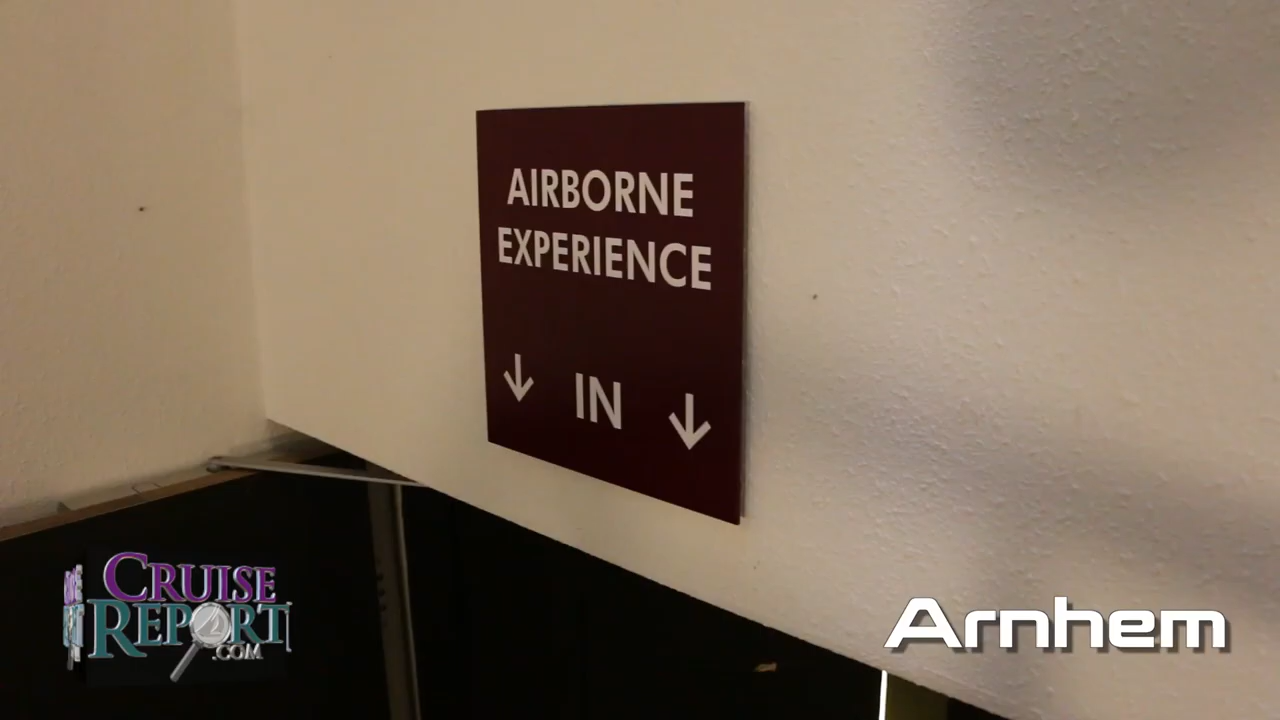 AIRBORNE
EXPERIENCE
↓ IN ↓
CRUISE
REPORT
.COM
Arnhem